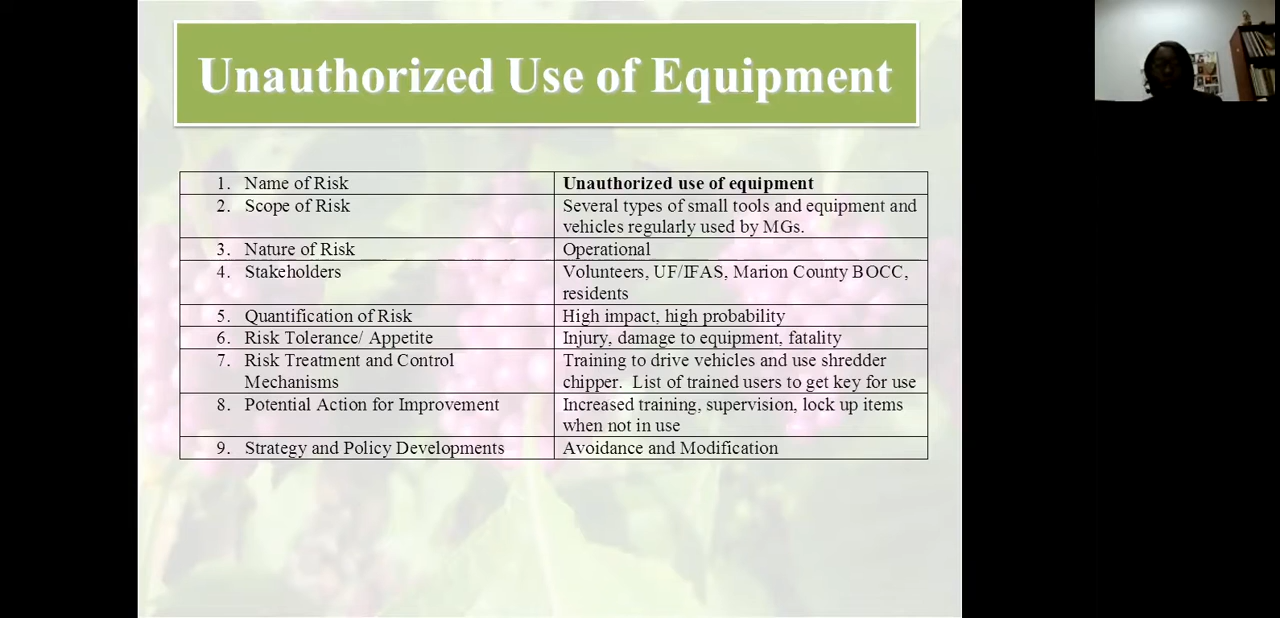 Unauthorized Use of Equipment
1. Name of Risk Unauthorized use of equipment
2. Scope of Risk Several types of small tools and equipment and
vehicles regularly used by MGs.
3. Nature of Risk Operational
4. Stakeholders Volunteers, UF/IFAS, Marion County BOCC,
residents
5. Quantification of Risk High impact, high probability
6. Risk Tolerance/ Appetite Injury, damage to equipment, fatality
7. Risk Treatment and Control Training to drive vehicles and use shredder
Mechanisms chipper. List of trained users to get key for use
8. Potential Action for Improvement Increased training, supervision, lock up items
when not in use
9. Strategy and Policy Developments Avoidance and Modification